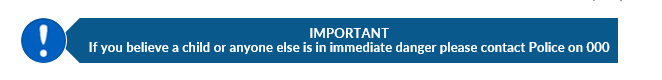 IMPORTANT
If you believe a child or anyone else is in immediate danger please contact Police on 000